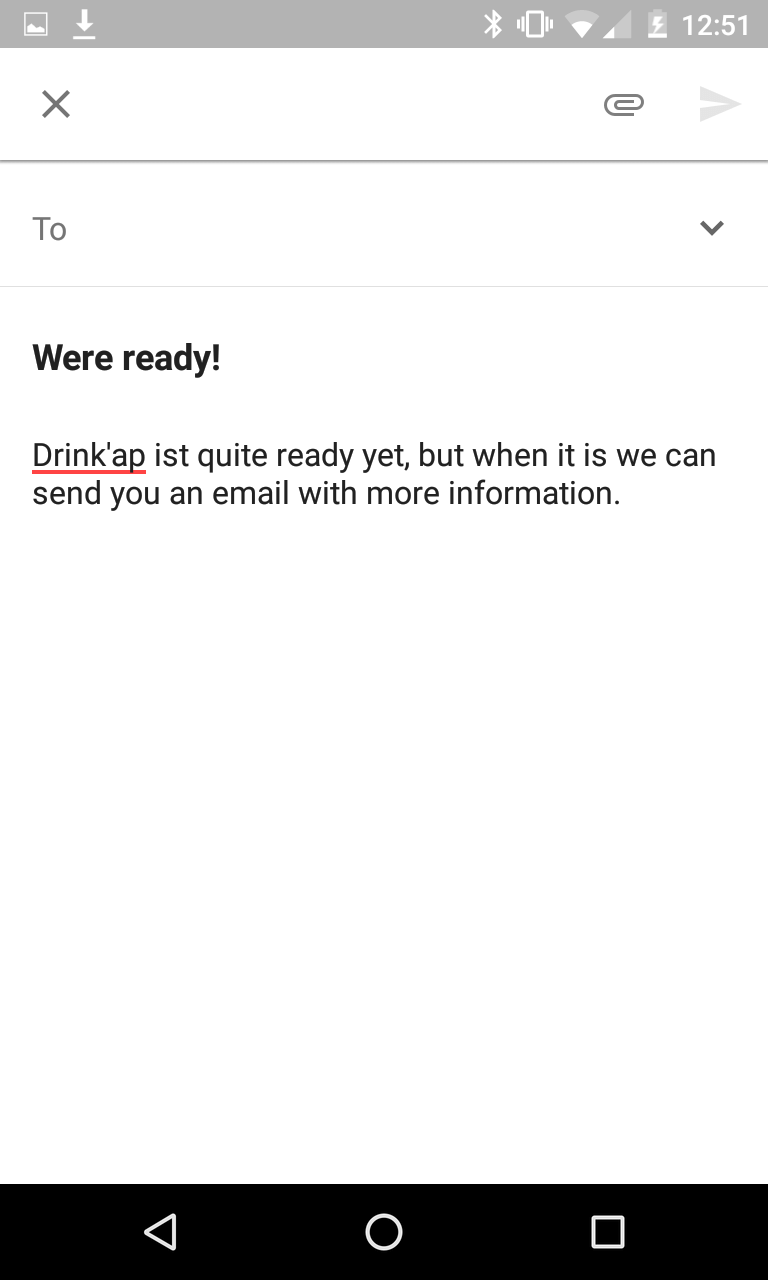 12:51
To
Were ready!
Drink'ap ist quite ready yet, but when it is we can
send you an email with more information.